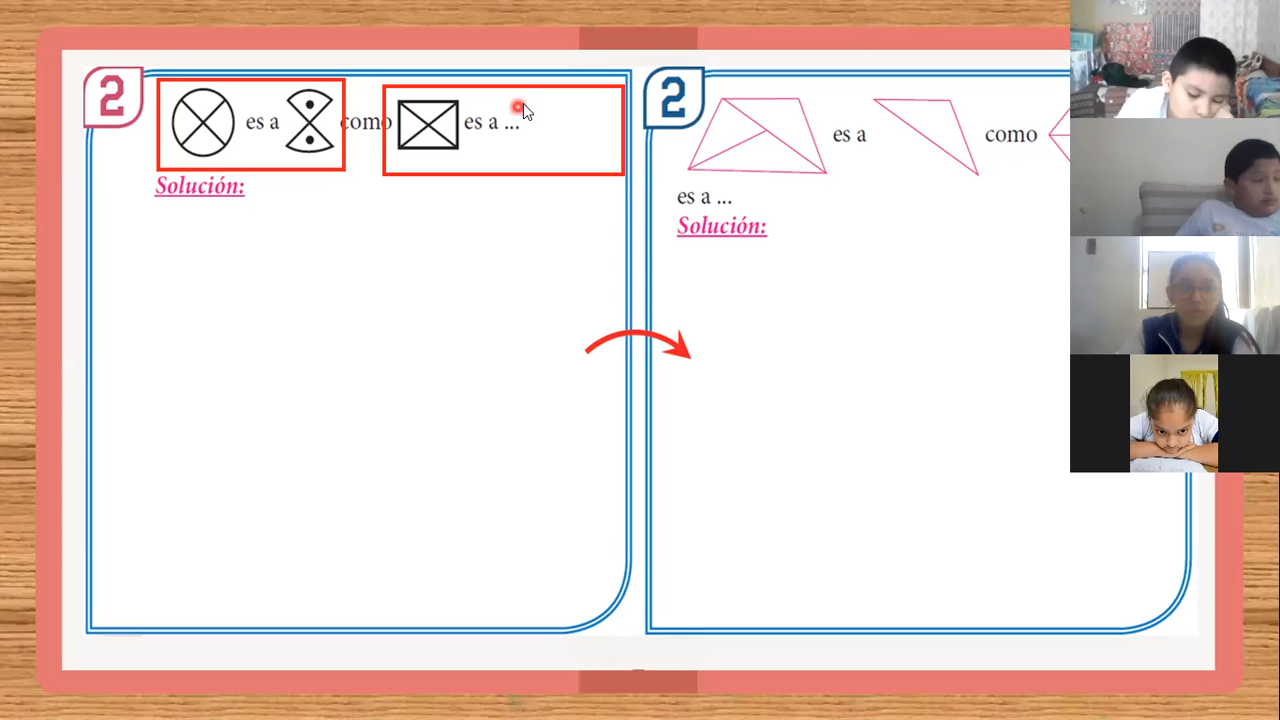 2
es a como es a ...
Solución:
2
es a como
es a ...
Solución: